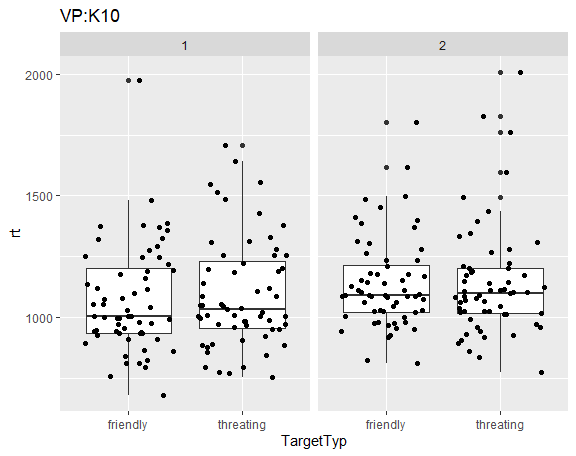 VP:K10
1 2
2000
1500
1000
rt
friendly threating friendly threating
TargetTyp